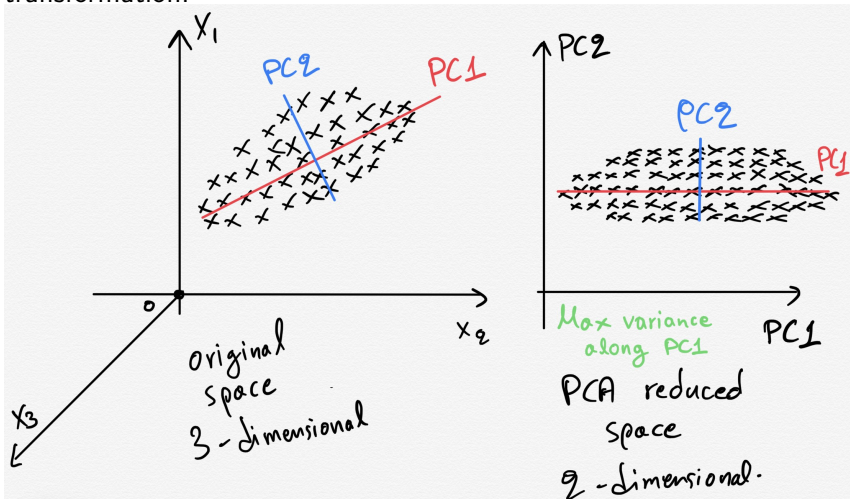 transformation.
X1
PC2
PC1
0
X2
X3
original
space
3-dimensional
PC2
PC2
PC1
PC1
Max variance
along PC1
PCA reduced
space
2-dimensional.